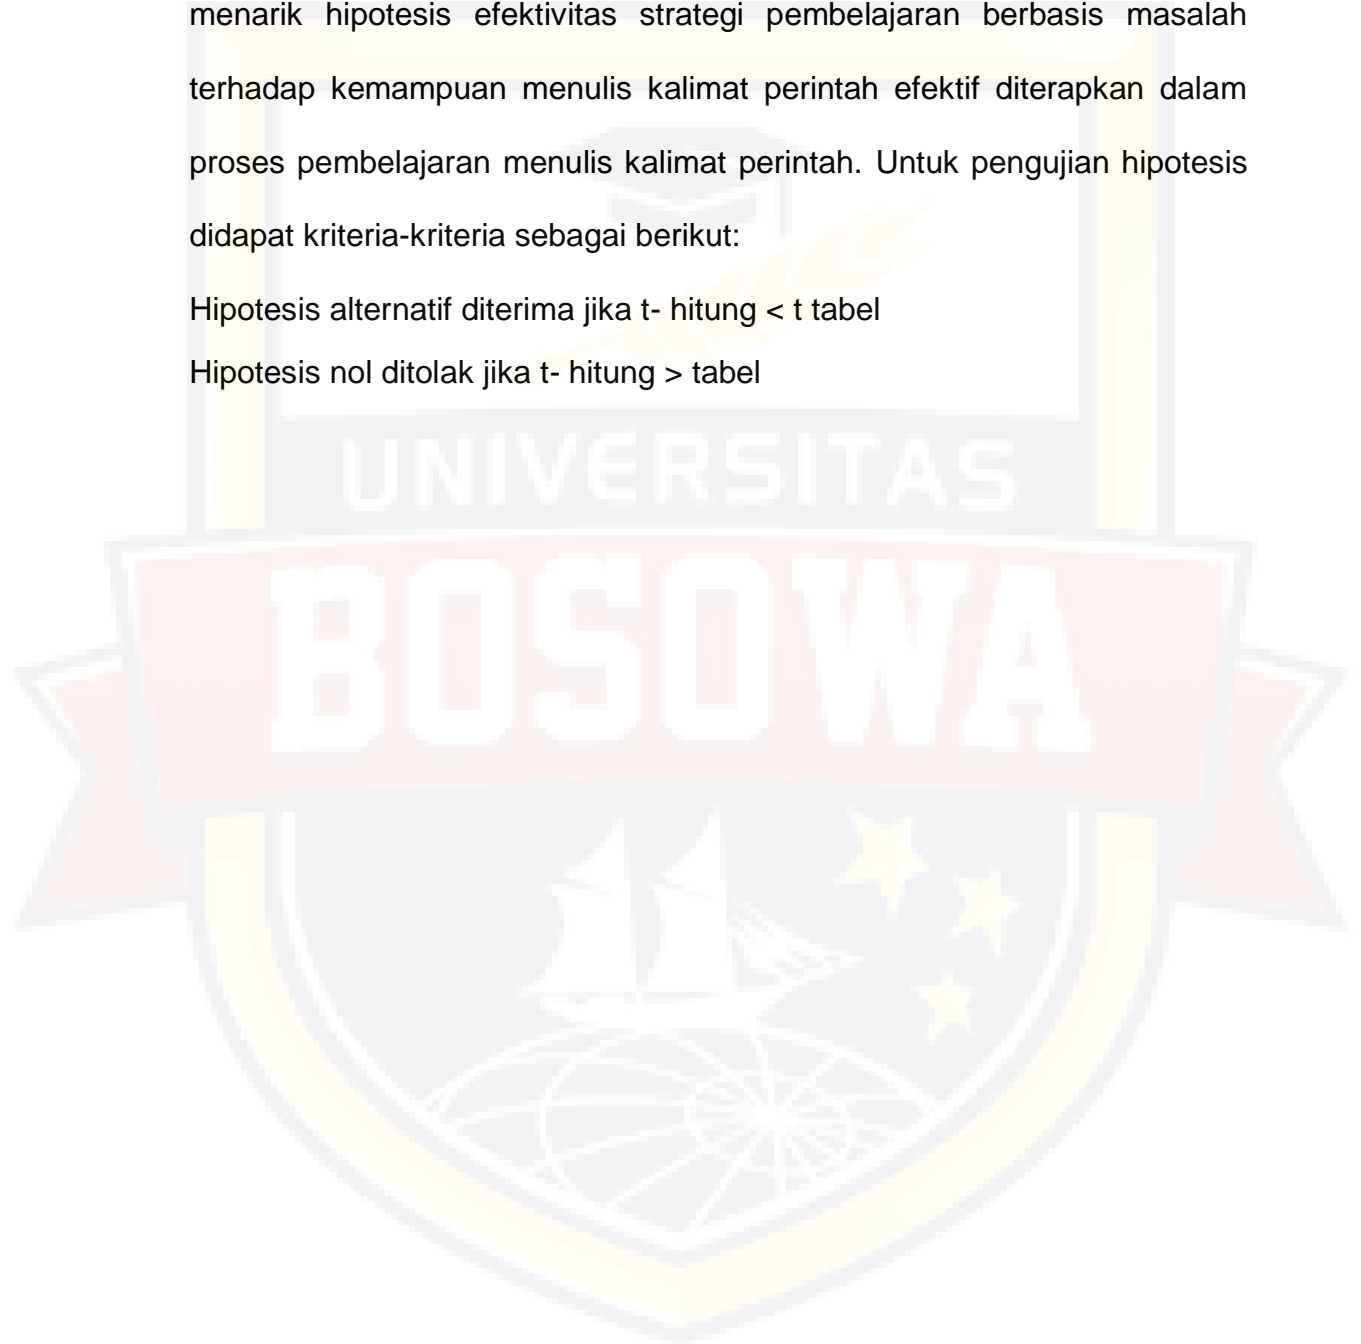 menarik hipotesis efektivitas strategi pembelajaran berbasis masalah
terhadap kemampuan menulis kalimat perintah efektif diterapkan dalam
proses pembelajaran menulis kalimat perintah. Untuk pengujian hipotesis
didapat kriteria-kriteria sebagai berikut:
Hipotesis alternatif diterima jika t- hitung < t tabel
Hipotesis nol ditolak jika t- hitung > tabel
UNIVERSITAS
BOSOWA